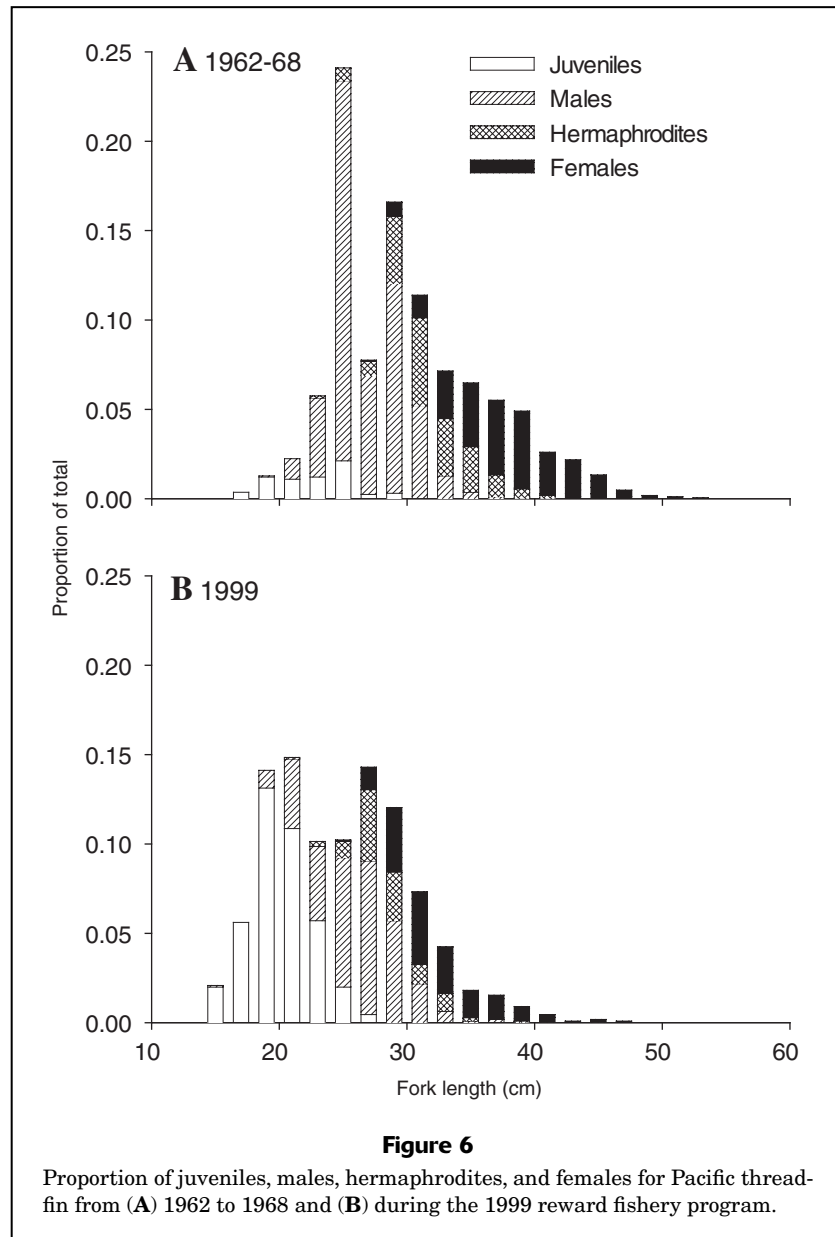 A 1962-68
Juveniles
Males
Hermaphrodites
Females
0.25
0.20
0.15
0.10
0.05
0.00
Proportion of total
B 1999
0.25
0.20
0.15
0.10
0.05
0.00
10 20 30 40 50 60
Fork length (cm)
Figure 6
Proportion of juveniles, males, hermaphrodites, and females for Pacific thread-
fin from (A) 1962 to 1968 and (B) during the 1999 reward fishery program.